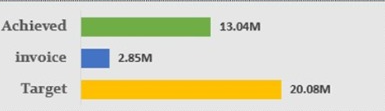 Achieved 13.04M
invoice 2.85M
Target 20.08M